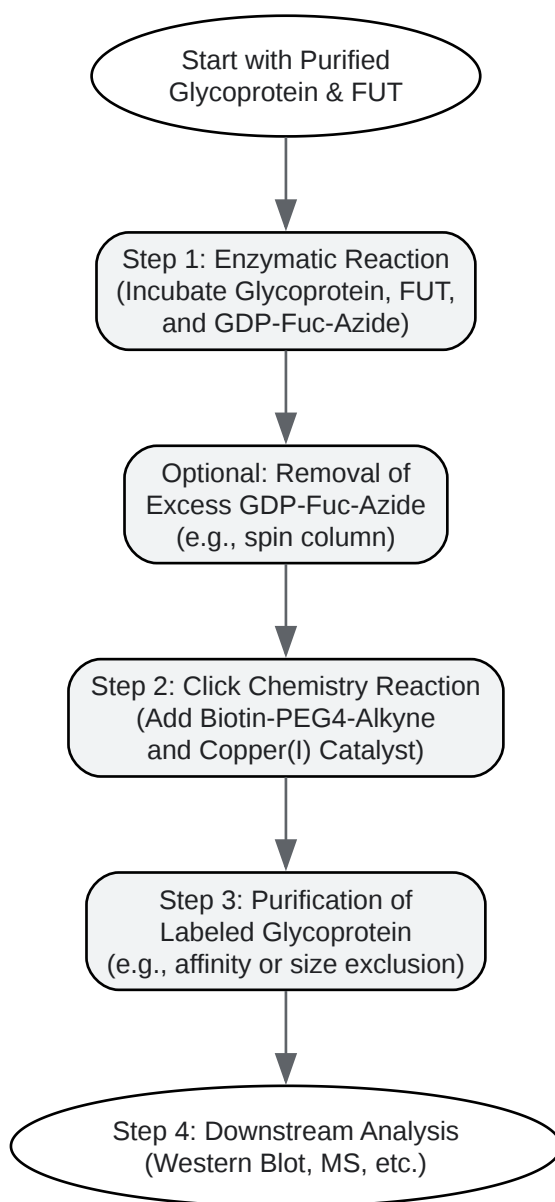 Start with Purified
Glycoprotein & FUT
Step 1: Enzymatic Reaction
(Incubate Glycoprotein, FUT,
and GDP-Fuc-Azide)
Optional: Removal of
Excess GDP-Fuc-Azide
(e.g., spin column)
Step 2: Click Chemistry Reaction
(Add Biotin-PEG4-Alkyne
and Copper(I) Catalyst)
Step 3: Purification of
Labeled Glycoprotein
(e.g., affinity or size exclusion)
Step 4: Downstream Analysis
(Western Blot, MS, etc.)